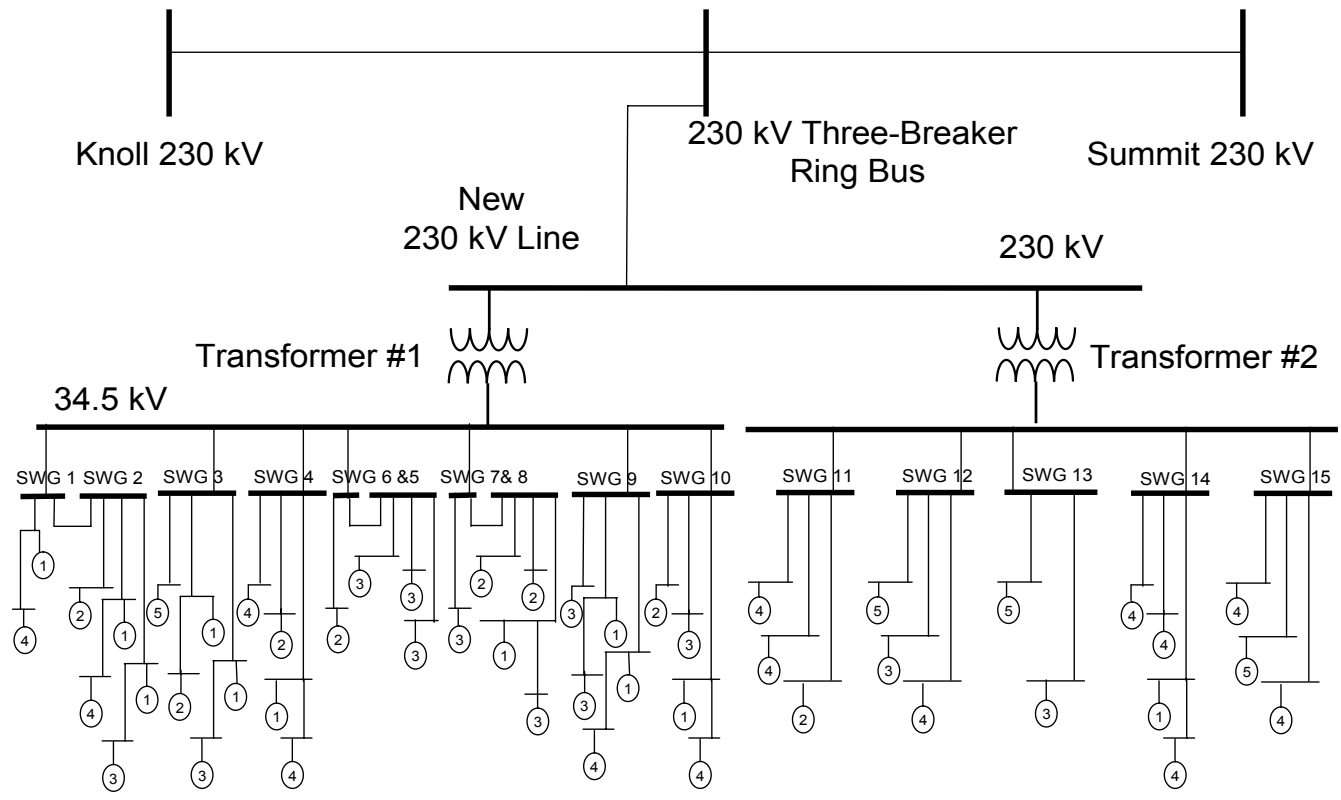 Knoll 230 kV
230 kV Three-Breaker
Ring Bus
Summit 230 kV
New
230 kV Line
230 kV
Transformer #1
Transformer #2
34.5 kV
SWG 1
SWG 2
SWG 3
SWG 4
SWG 6 &5
SWG 7& 8
SWG 9
SWG 10
SWG 11
SWG 12
SWG 13
SWG 14
SWG 15
4
1
2
4
1
3
1
5
2
1
3
1
4
2
1
4
2
3
3
3
3
2
2
1
3
3
3
1
4
1
2
3
1
4
4
4
2
5
3
4
5
3
4
4
1
4
4
5
4